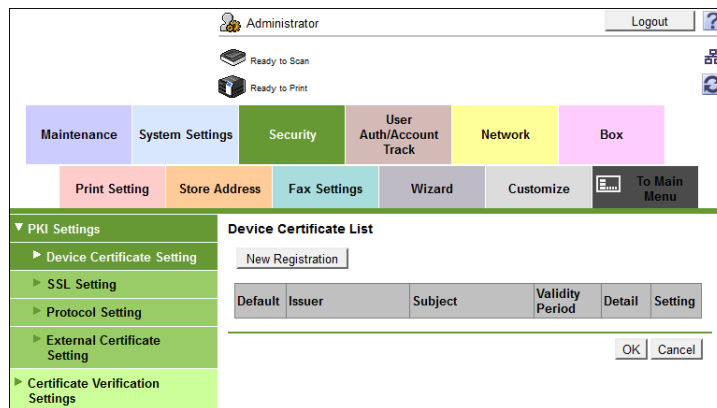 Administrator
Logout
?
Ready to Scan
Ready to Print
Maintenance
System Settings
Security
User
Auth/Account
Track
Network
Box
Print Setting
Store Address
Fax Settings
Wizard
Customize
To Main
Menu
PKI Settings
Device Certificate Setting
SSL Setting
Protocol Setting
External Certificate
Setting
Certificate Verification
Settings
Device Certificate List
New Registration
Default
Issuer
Subject
Validity
Period
Detail
Setting
OK
Cancel